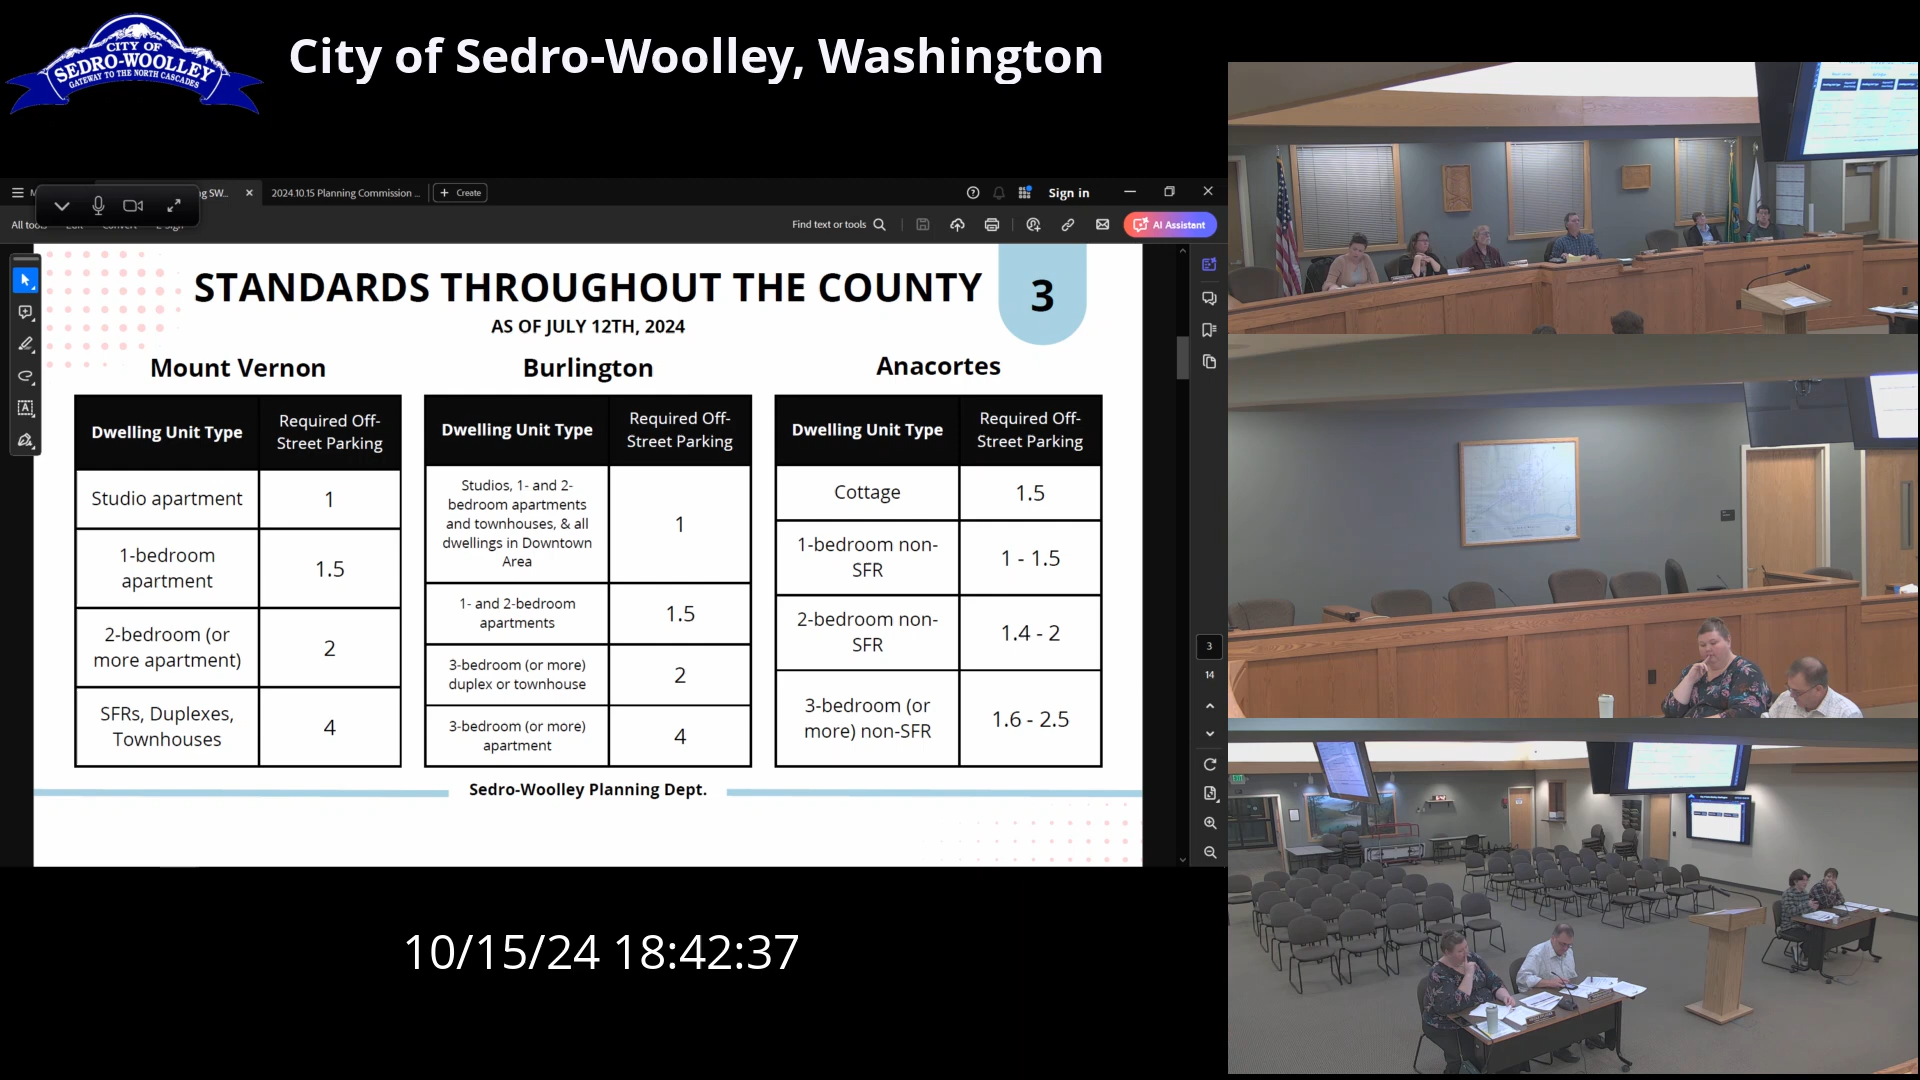 CITY OF
SEDRO-WOOLLEY
GATEWAY TO THE NORTH CASCADES
City of Sedro-Woolley, Washington
2024.10.15 Planning Commission ...
Create
Sign in
Find text or tools
AI Assistant
STANDARDS THROUGHOUT THE COUNTY
3
AS OF JULY 12TH, 2024
Mount Vernon
Dwelling Unit Type
Required Off-
Street Parking
Studio apartment
1
1-bedroom
apartment
1.5
2-bedroom (or
more apartment)
2
SFRs, Duplexes,
Townhouses
4
Burlington
Dwelling Unit Type
Required Off-
Street Parking
Studios, 1- and 2-
bedroom apartments
and townhouses, & all
dwellings in Downtown
Area
1
1- and 2-bedroom
apartments
1.5
3-bedroom (or more)
duplex or townhouse
2
3-bedroom (or more)
apartment
4
Anacortes
Dwelling Unit Type
Required Off-
Street Parking
Cottage
1.5
1-bedroom non-
SFR
1 - 1.5
2-bedroom non-
SFR
1.4 - 2
3-bedroom (or
more) non-SFR
1.6 - 2.5
Sedro-Woolley Planning Dept.
3
14
10/15/24 18:42:37